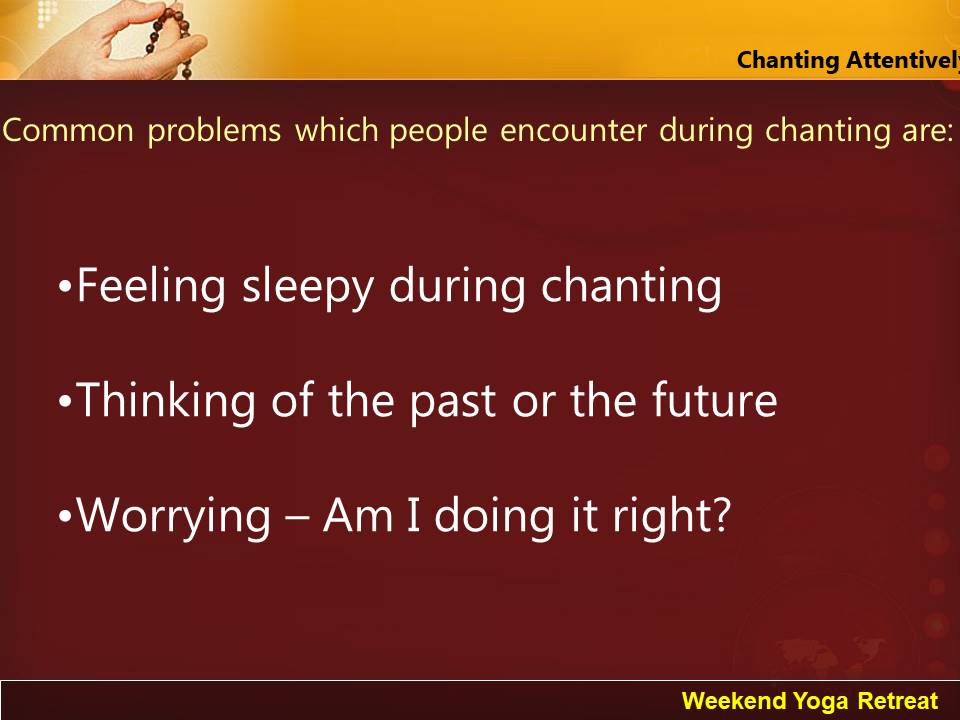 Chanting Attentively
Common problems which people encounter during chanting are:
•Feeling sleepy during chanting
•Thinking of the past or the future
•Worrying – Am I doing it right?
Weekend Yoga Retreat